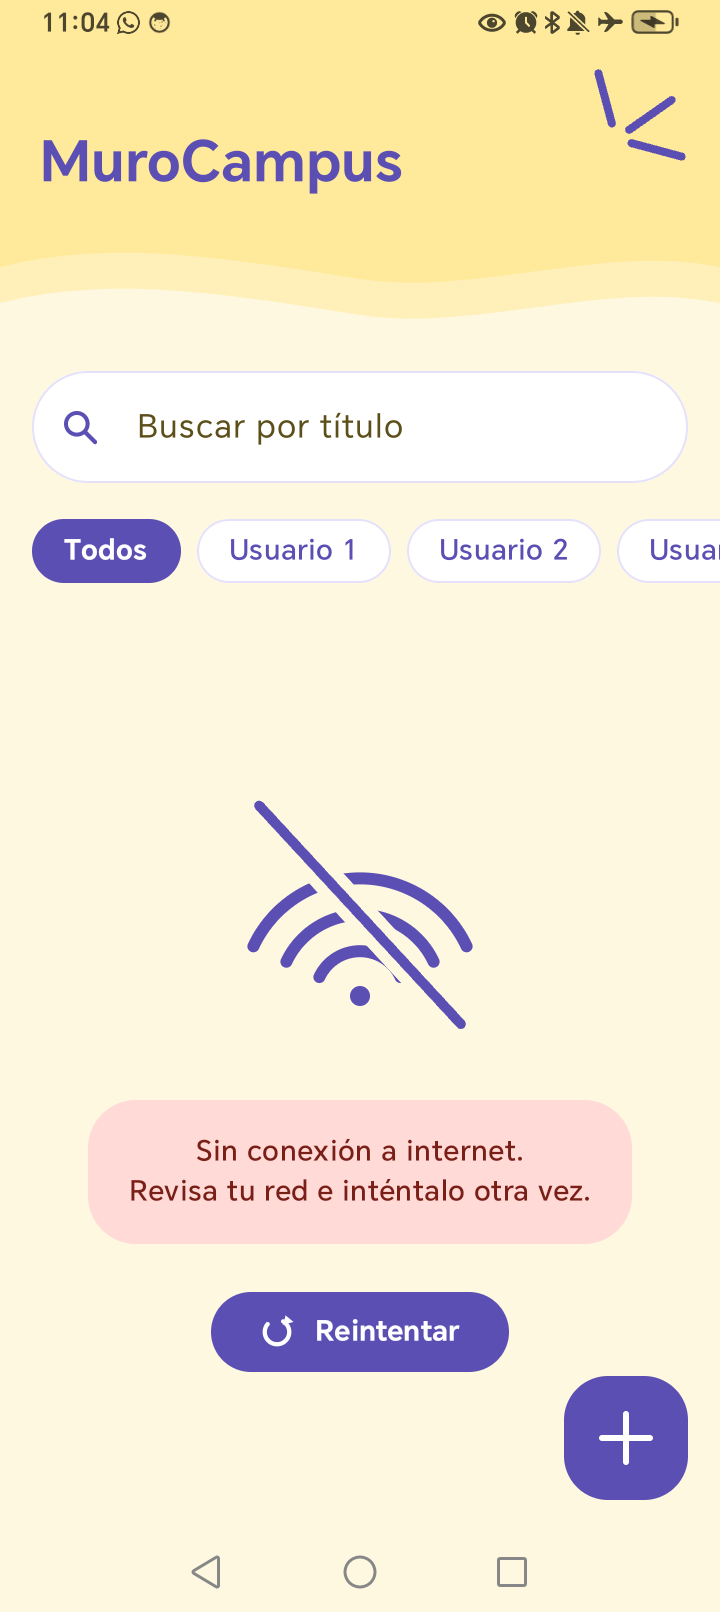 11:04
MuroCampus
Buscar por título
Todos
Usuario 1
Usuario 2
Usuar
Sin conexión a internet.
Revisa tu red e inténtalo otra vez.
Reintentar